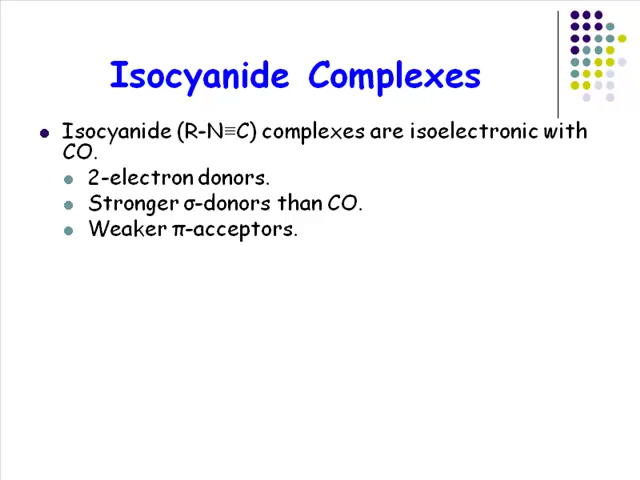 Isocyanide Complexes
Isocyanide (R-N≡C) complexes are isoelectronic with
CO.
2-electron donors.
Stronger σ-donors than CO.
Weaker π-acceptors.